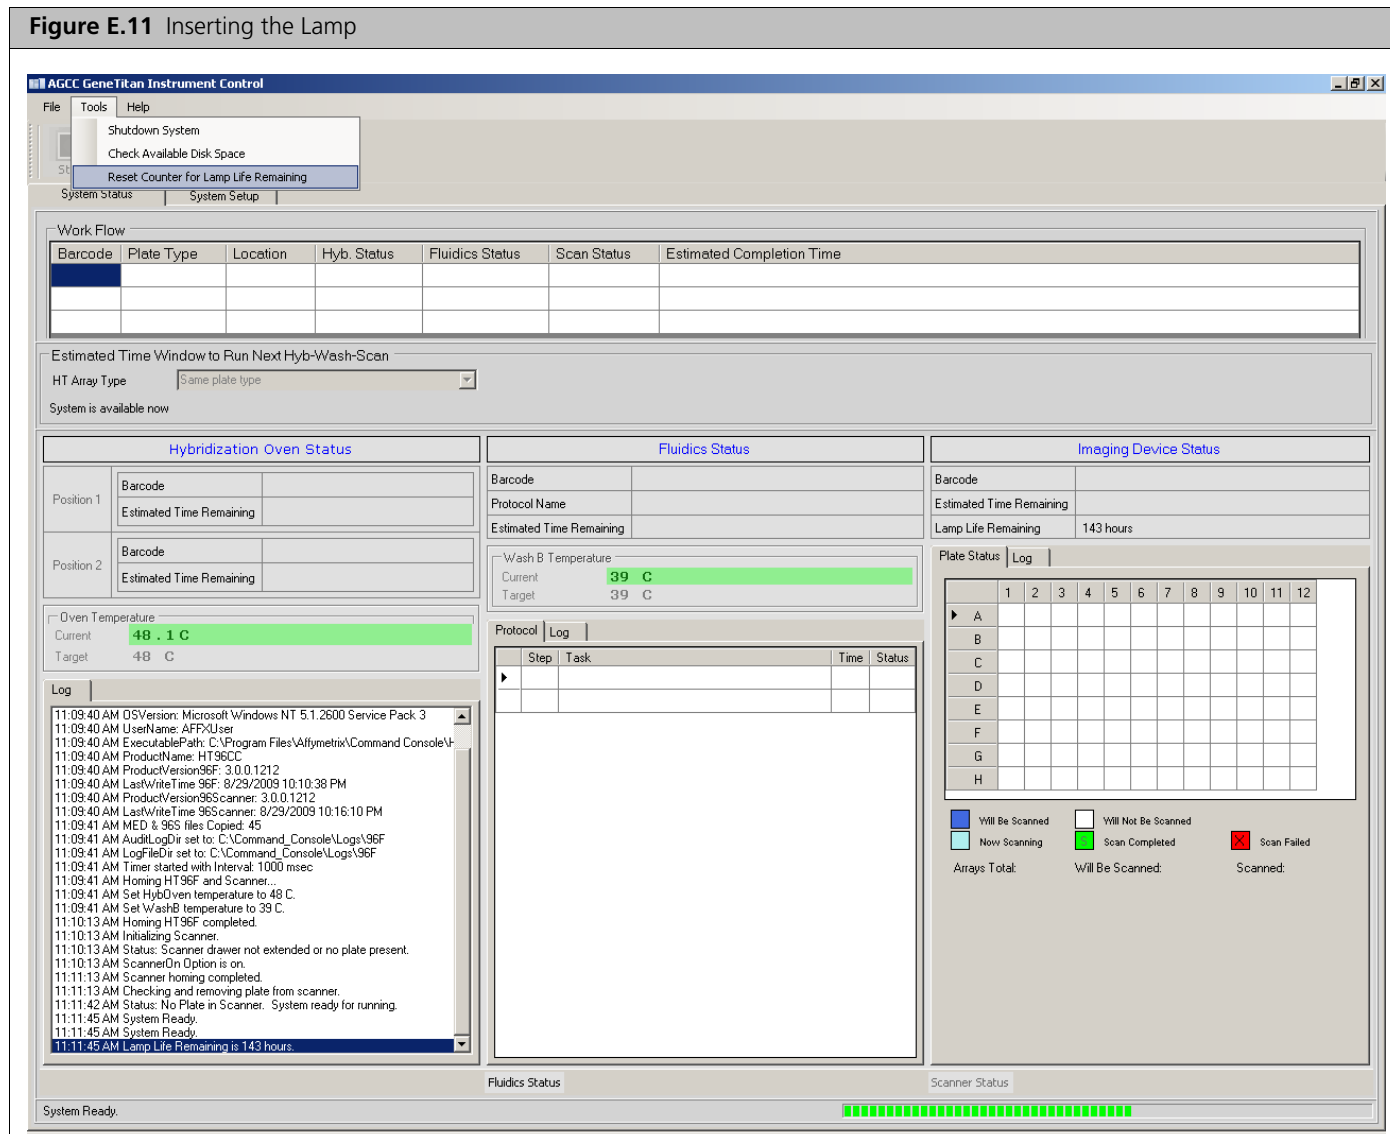 Figure E.11 Inserting the Lamp
AGCC GeneTitan Instrument Control
File Tools Help
Shutdown System
Check Available Disk Space
Reset Counter for Lamp Life Remaining
System Status System Setup
Work Flow
Barcode Plate Type Location Hyb. Status Fluidics Status Scan Status Estimated Completion Time
Estimated Time Window to Run Next Hyb-Wash-Scan
HT Array Type Same plate type
System is available now
Hybridization Oven Status
Position 1
Barcode
Estimated Time Remaining
Position 2
Barcode
Estimated Time Remaining
Oven Temperature
Current 48.1 C
Target 48 C
Log
11:09:40 AM OSVersion: Microsoft Windows NT 5.1.2600 Service Pack 3
11:09:40 AM UserName: AFFXUser
11:09:40 AM ExecutablePath: C:\Program Files\Affymetrix\Command Console\
11:09:40 AM ProductName: HT96CC
11:09:40 AM ProductVersion96F: 3.0.0.1212
11:09:40 AM LastWriteTime 96F: 8/29/2009 10:10:38 PM
11:09:40 AM ProductVersion96Scanner: 3.0.0.1212
11:09:40 AM LastWriteTime 96Scanner: 8/29/2009 10:16:10 PM
11:09:41 AM MED & 96S files Copied: 45
11:09:41 AM AuditLogDir set to: C:\Command_Console\Logs\96F
11:09:41 AM LogFileDir set to: C:\Command_Console\Logs\96F
11:09:41 AM Timer started with Interval: 1000 msec
11:09:41 AM Homing HT96F and Scanner...
11:09:41 AM Set HybOven temperature to 48 C.
11:09:41 AM Set WashB temperature to 39 C.
11:10:13 AM Homing HT96F completed.
11:10:13 AM Initializing Scanner.
11:10:13 AM Status: Scanner drawer not extended or no plate present.
11:10:13 AM ScannerOn Option is on.
11:11:13 AM Scanner homing completed.
11:11:13 AM Checking and removing plate from scanner.
11:11:42 AM Status: No Plate in Scanner. System ready for running.
11:11:45 AM System Ready.
11:11:45 AM System Ready.
11:11:45 AM Lamp Life Remaining is 143 hours.
Fluidics Status
Barcode
Protocol Name
Estimated Time Remaining
Wash B Temperature
Current 39 C
Target 39 C
Protocol Log
Step Task Time Status
Imaging Device Status
Barcode
Estimated Time Remaining
Lamp Life Remaining 143 hours
Plate Status Log
1 2 3 4 5 6 7 8 9 10 11 12
A
B
C
D
E
F
G
H
Will Be Scanned Will Not Be Scanned
Now Scanning S Scan Completed X Scan Failed
Arrays Total: Will Be Scanned: Scanned:
Fluidics Status Scanner Status
System Ready.